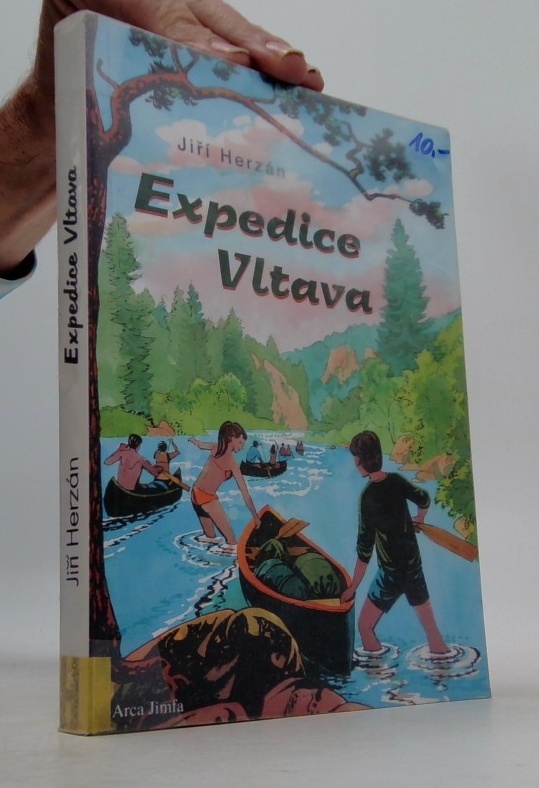 10.-
Jiří Herzán
Expedice
Vltava
Arca Jimfa
Expedice Vltava
Jiří Herzán